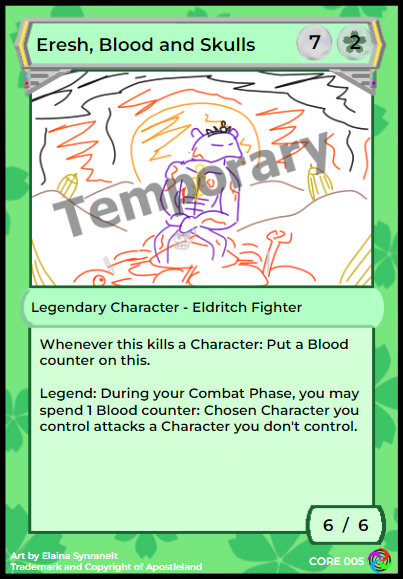 Eresh, Blood and Skulls
7 2
Temporary
Legendary Character - Eldritch Fighter
Whenever this kills a Character: Put a Blood
counter on this.
Legend: During your Combat Phase, you may
spend 1 Blood counter: Chosen Character you
control attacks a Character you don't control.
6 / 6
Art by Elaina Synranelt
Trademark and Copyright of Apostleland
CORE 005